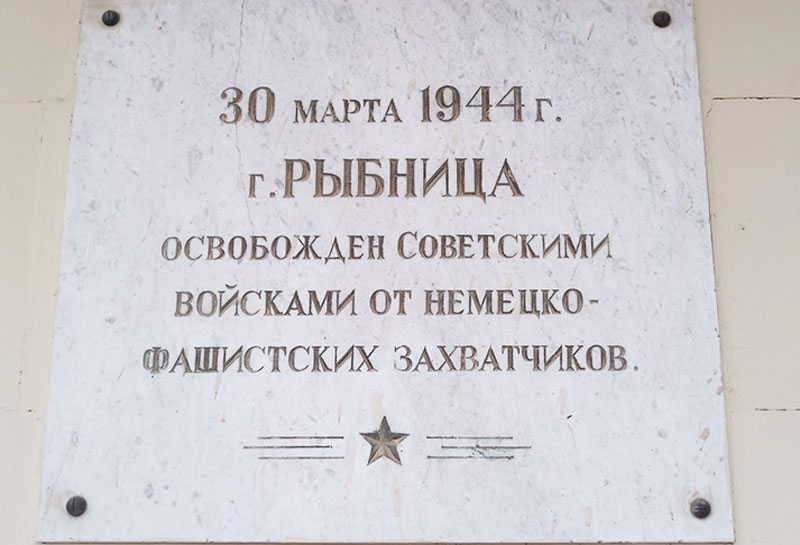 30 МАРТА 1944 Г.
Г. РЫБНИЦА
ОСВОБОЖДЕН СОВЕТСКИМИ
ВОЙСКАМИ ОТ НЕМЕЦКО-
ФАШИСТСКИХ ЗАХВАТЧИКОВ.